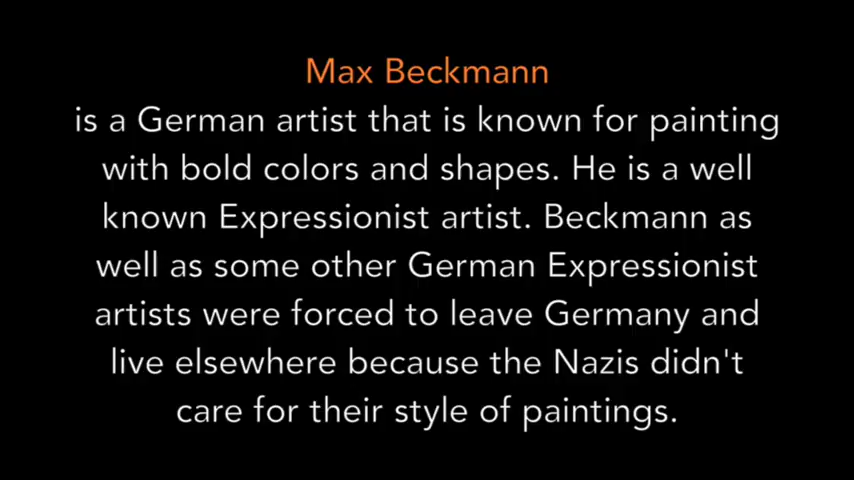 Max Beckmann
is a German artist that is known for painting
with bold colors and shapes. He is a well
known Expressionist artist. Beckmann as
well as some other German Expressionist
artists were forced to leave Germany and
live elsewhere because the Nazis didn't
care for their style of paintings.